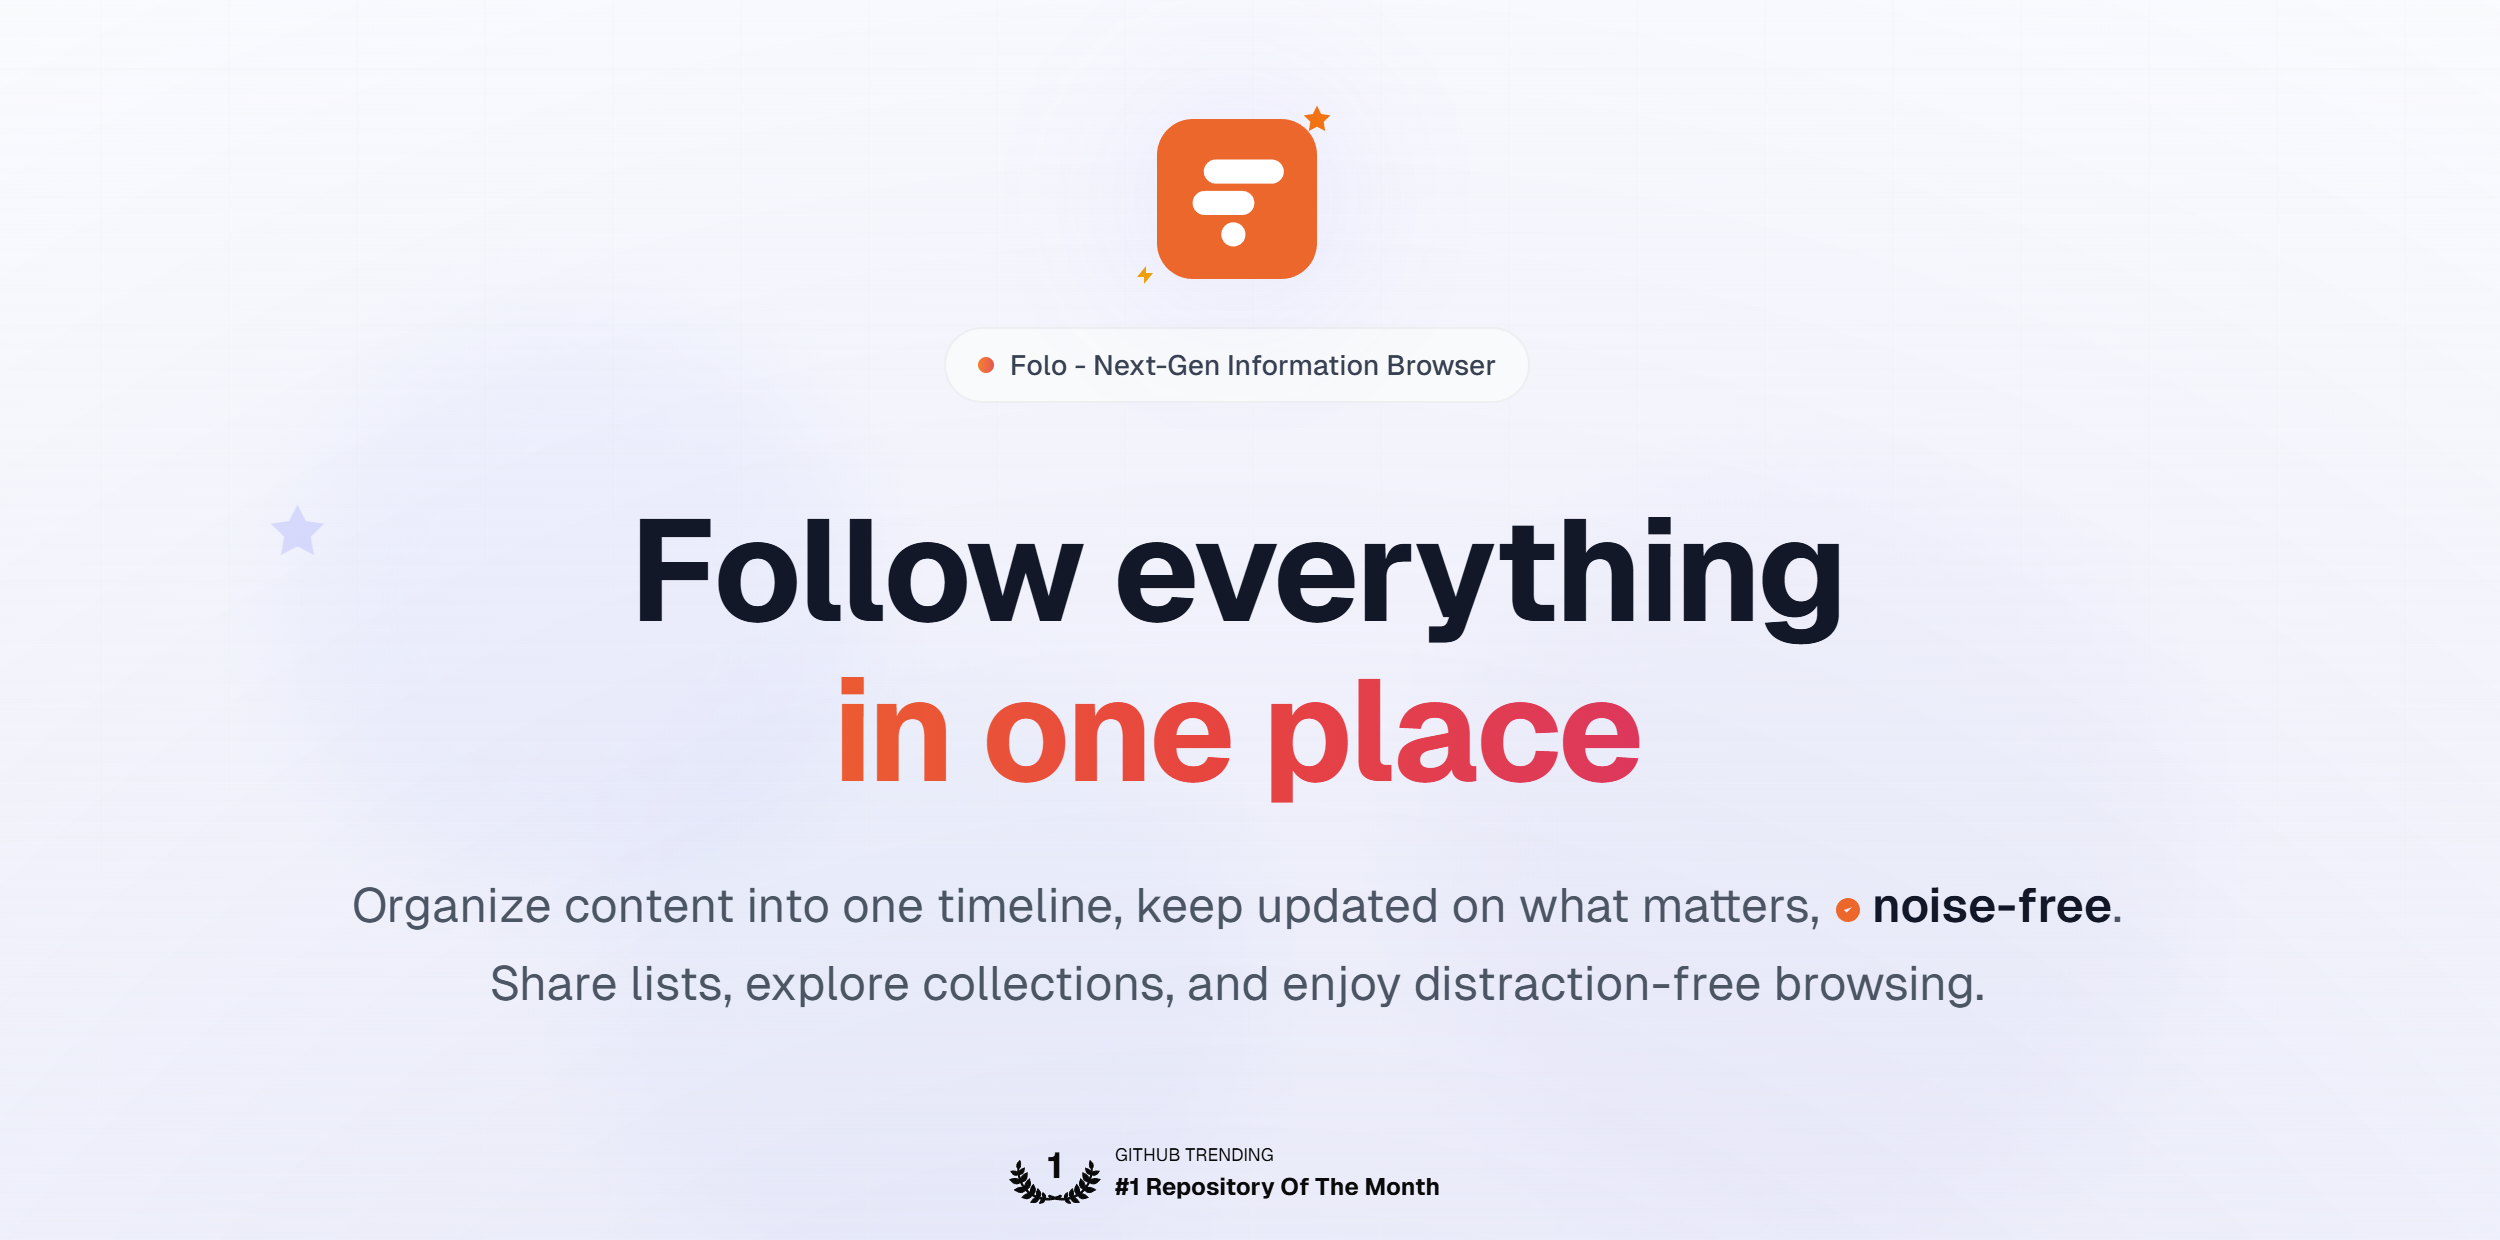 Folo - Next-Gen Information Browser
Follow everything
in one place
Organize content into one timeline, keep updated on what matters, noise-free.
Share lists, explore collections, and enjoy distraction-free browsing.
1
GITHUB TRENDING
#1 Repository Of The Month